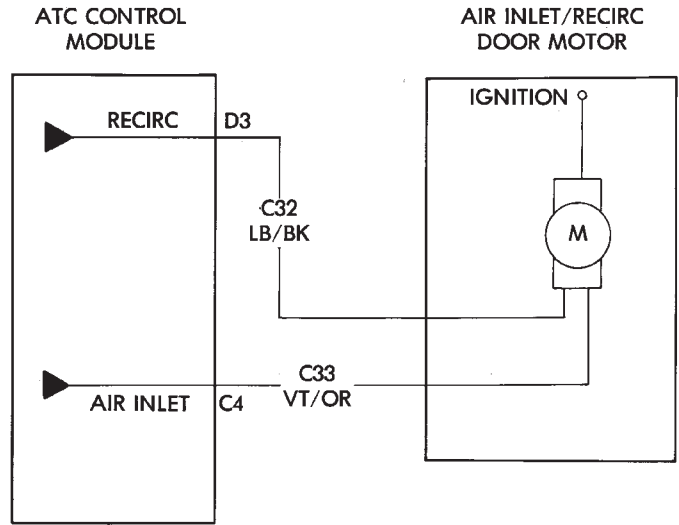 ATC CONTROL
MODULE
AIR INLET/RECIRC
DOOR MOTOR
IGNITION
RECIRC
D3
C32
LB/BK
M
C33
VT/OR
AIR INLET
C4